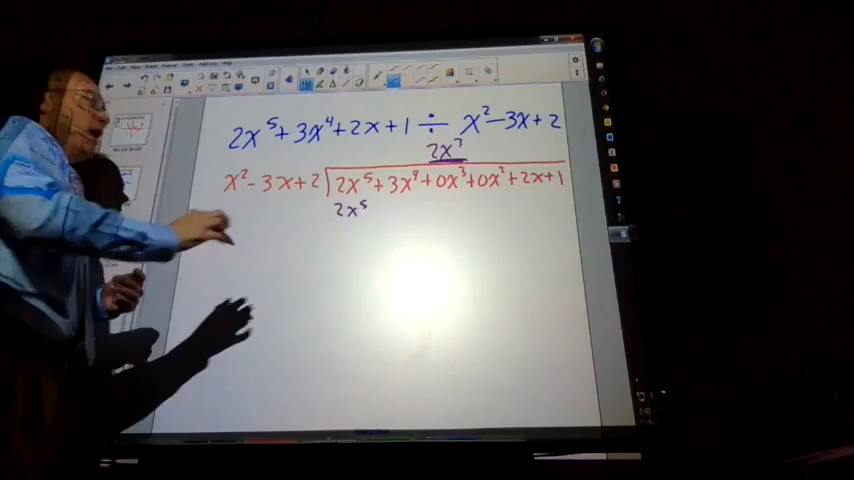 2x⁵+3x⁴+2x+1 ÷ x²-3x+2
2x³
x²-3x+2 2x⁵+3x⁴+0x³+0x²+2x+1
2x⁵